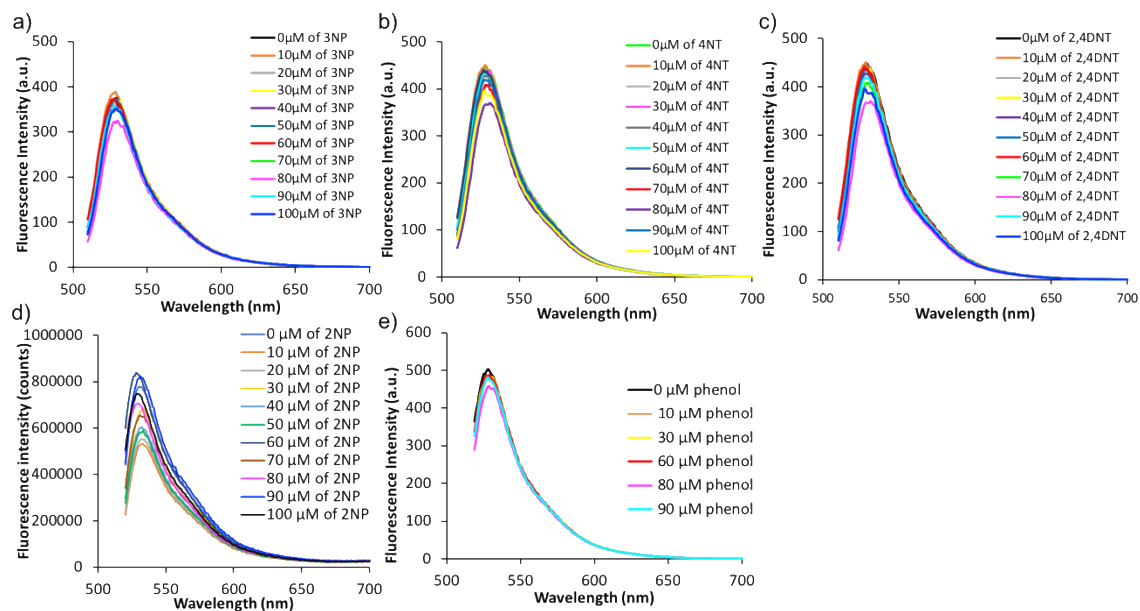 a)
Fluorescence Intensity (a.u.)
500
400
300
200
100
0
500
550
600
650
700
Wavelength (nm)
0µM of 3NP
10µM of 3NP
20µM of 3NP
30µM of 3NP
40µM of 3NP
50µM of 3NP
60µM of 3NP
70µM of 3NP
80µM of 3NP
90µM of 3NP
100µM of 3NP
b)
Fluorescence Intensity (a.u.)
500
400
300
200
100
0
500
550
600
650
700
Wavelength (nm)
0µM of 4NT
10µM of 4NT
20µM of 4NT
30µM of 4NT
40µM of 4NT
50µM of 4NT
60µM of 4NT
70µM of 4NT
80µM of 4NT
90µM of 4NT
100µM of 4NT
c)
Fluorescence Intensity (a.u.)
500
400
300
200
100
0
500
550
600
650
700
Wavelength (nm)
0µM of 2,4DNT
10µM of 2,4DNT
20µM of 2,4DNT
30µM of 2,4DNT
40µM of 2,4DNT
50µM of 2,4DNT
60µM of 2,4DNT
70µM of 2,4DNT
80µM of 2,4DNT
90µM of 2,4DNT
100µM of 2,4DNT
d)
Fluorescence intensity (counts)
1000000
800000
600000
400000
200000
0
500
550
600
650
700
Wavelength (nm)
0 µM of 2NP
10 µM of 2NP
20 µM of 2NP
30 µM of 2NP
40 µM of 2NP
50 µM of 2NP
60 µM of 2NP
70 µM of 2NP
80 µM of 2NP
90 µM of 2NP
100 µM of 2NP
e)
Fluorescence Intensity (a.u.)
600
500
400
300
200
100
0
500
550
600
650
700
Wavelength (nm)
0 µM phenol
10 µM phenol
30 µM phenol
60 µM phenol
80 µM phenol
90 µM phenol